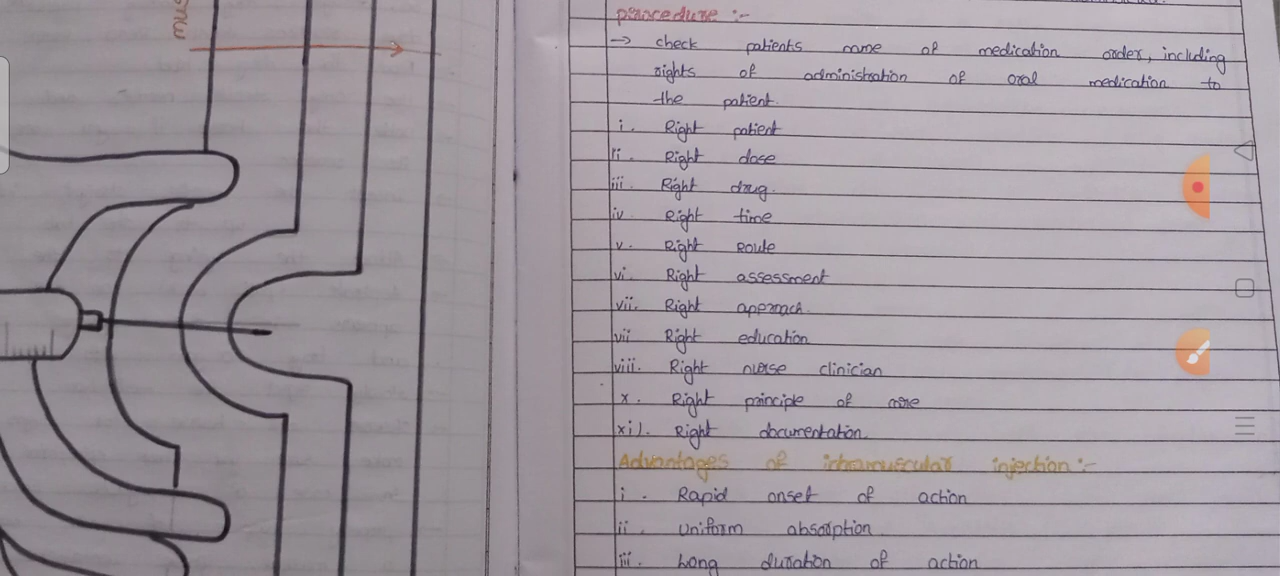 mus
procedure :-
→ check patients name of medication order, including
rights of administration of oral medication to
the patient.
i. Right patient
ii. Right dose
iii. Right drug.
iv. Right time
v. Right Route
vi. Right assessment
vii. Right approach.
vii Right education
viii. Right nurse clinician
x. Right principle of care
xi). Right documentation.
Advantages of intramuscular injection :-
i. Rapid onset of action
ii. Uniform absorption
iii. Long duration of action